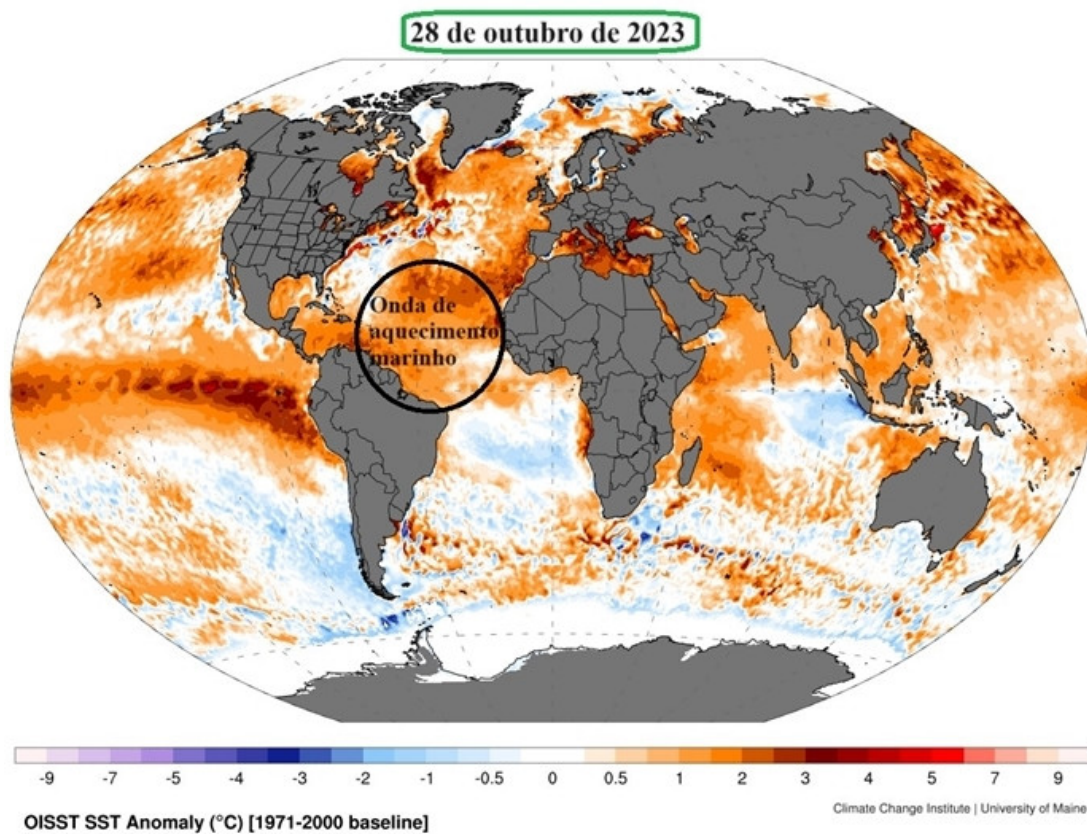 28 de outubro de 2023
Onda de
aquecimento
marinho
-9 -7 -5 -4 -3 -2 -1 -0.5 0 0.5 1 2 3 4 5 7 9
Climate Change Institute | University of Maine
OISST SST Anomaly (°C) [1971-2000 baseline]